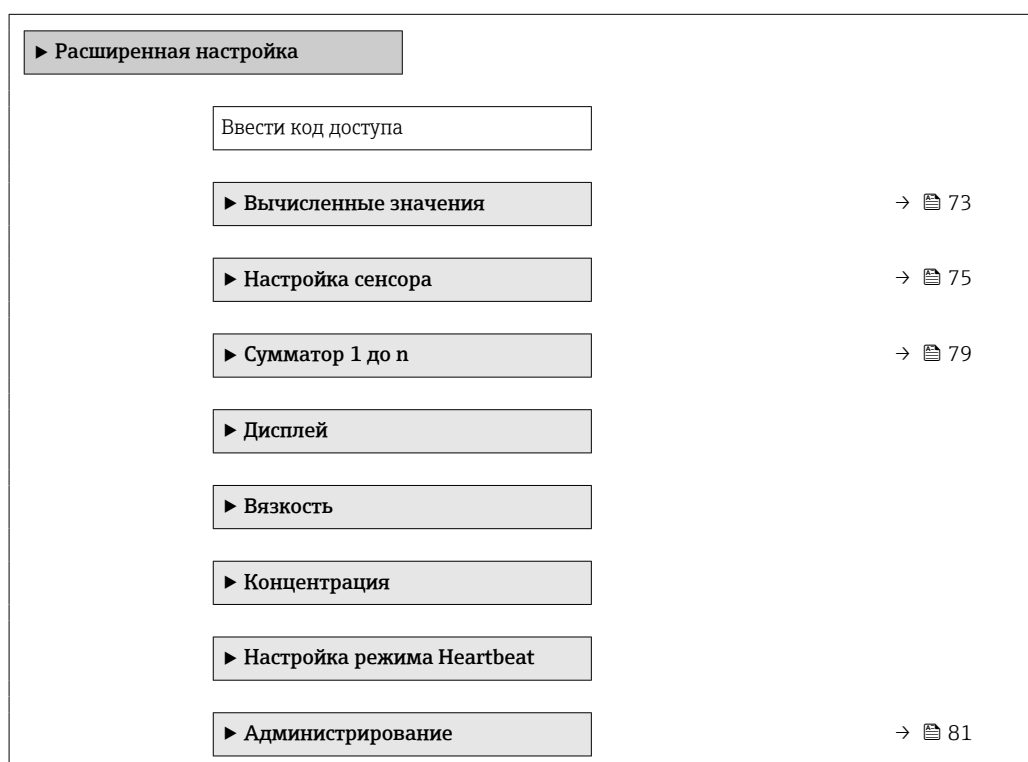 ▶ Расширенная настройка
Ввести код доступа
▶ Вычисленные значения → 73
▶ Настройка сенсора → 75
▶ Сумматор 1 до n → 79
▶ Дисплей
▶ Вязкость
▶ Концентрация
▶ Настройка режима Heartbeat
▶ Администрирование → 81